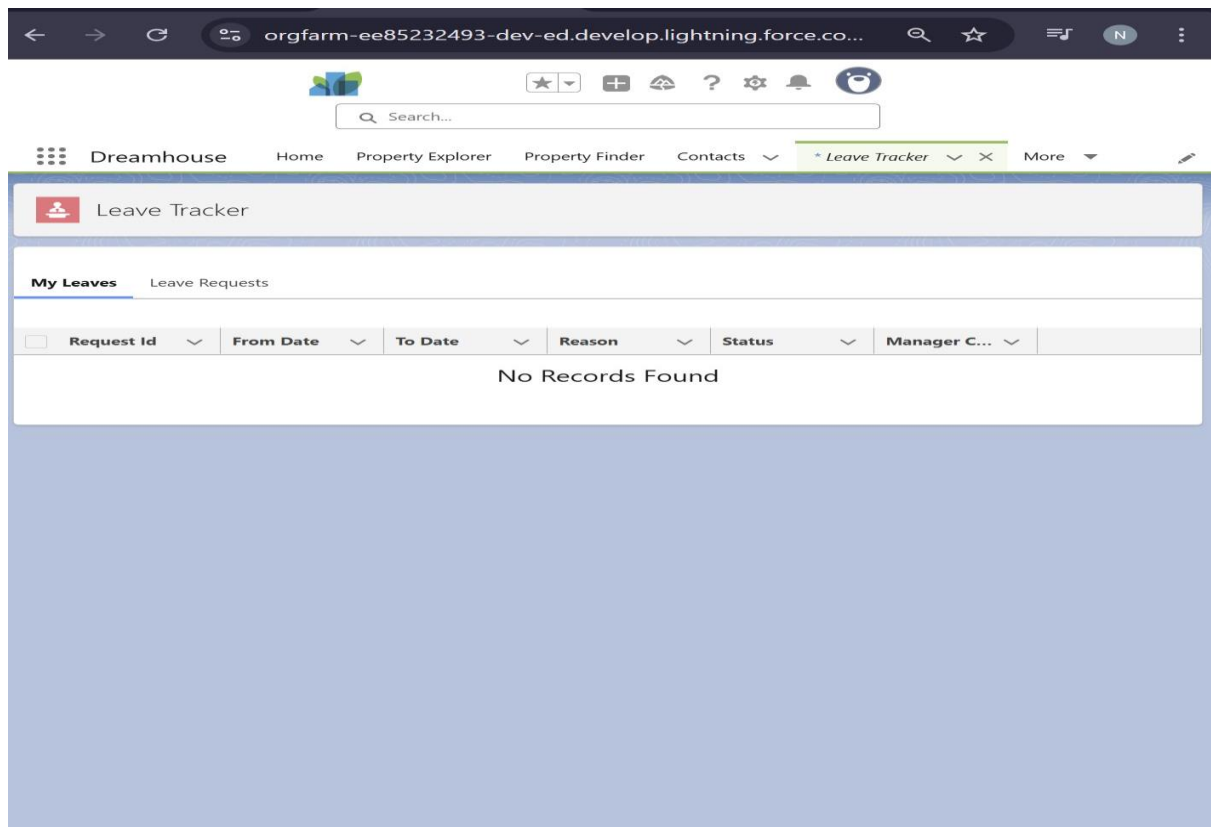 orgfarm-ee85232493-dev-ed.develop.lightning.force.co...
N
Search...
Dreamhouse Home Property Explorer Property Finder Contacts * Leave Tracker More
Leave Tracker
My Leaves Leave Requests
Request Id From Date To Date Reason Status Manager C...
No Records Found